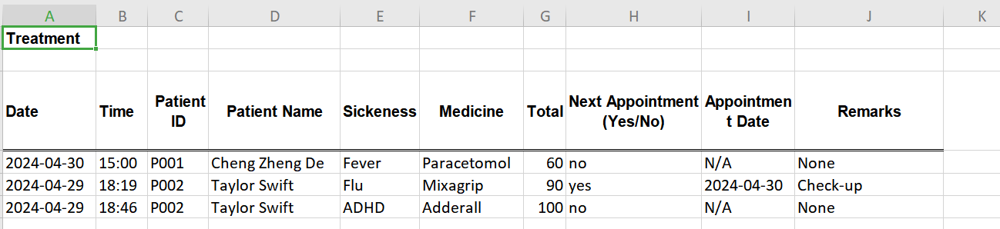 A B C D E F G H I J K
Treatment
Date Time Patient ID Patient Name Sickeness Medicine Total Next Appointment (Yes/No) Appointment Date Remarks
2024-04-30 15:00 P001 Cheng Zheng De Fever Paracetomol 60 no N/A None
2024-04-29 18:19 P002 Taylor Swift Flu Mixagrip 90 yes 2024-04-30 Check-up
2024-04-29 18:46 P002 Taylor Swift ADHD Adderall 100 no N/A None